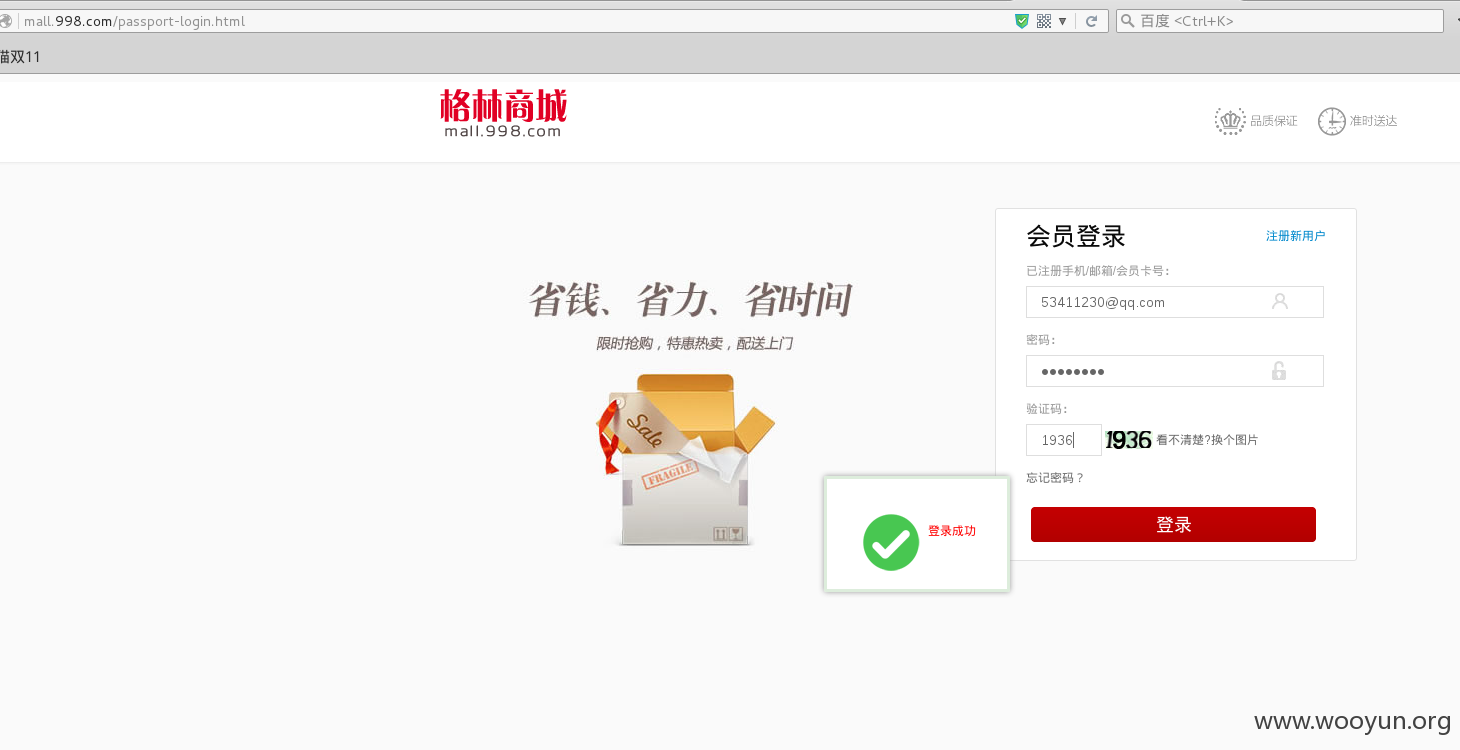 mall.998.com/passport-login.html
百度 <Ctrl+K>
猫双11
格林商城
mall.998.com
品质保证
准时送达
会员登录
注册新用户
已注册手机/邮箱/会员卡号:
53411230@qq.com
密码:
●●●●●●●●
验证码:
1936
1936
看不清楚?换个图片
忘记密码？
登录
省钱、省力、省时间
限时抢购，特惠热卖，配送上门
Sale
FRAGILE
登录成功
www.wooyun.org